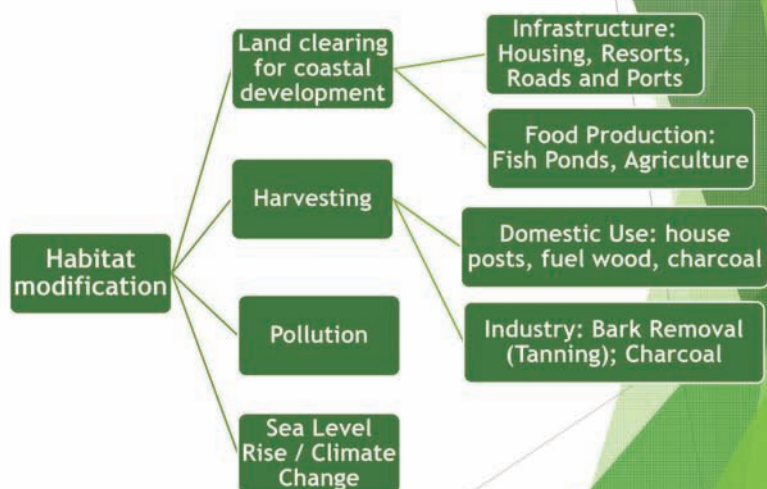 Habitat
modification
Land clearing
for coastal
development
Infrastructure:
Housing, Resorts,
Roads and Ports
Food Production:
Fish Ponds, Agriculture
Harvesting
Domestic Use: house
posts, fuel wood, charcoal
Industry: Bark Removal
(Tanning); Charcoal
Pollution
Sea Level
Rise / Climate
Change